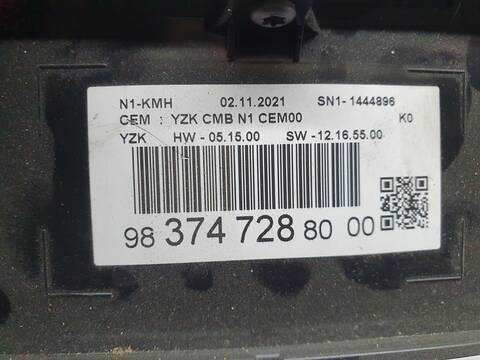 N1-KMH 02.11.2021 SN1-1444896
CEM : YZK CMB N1 CEM00 K0
YZK HW - 05.15.00 SW - 12.16.55.00
98 374 728 80 00